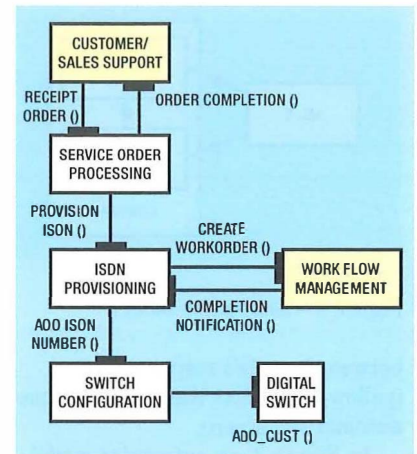 CUSTOMER/
SALES SUPPORT
RECEIPT
ORDER ()
ORDER COMPLETION ()
SERVICE ORDER
PROCESSING
PROVISION
ISDN ()
CREATE
WORKORDER ()
ISDN
PROVISIONING
WORK FLOW
MANAGEMENT
COMPLETION
NOTIFICATION ()
ADD ISDN
NUMBER ()
SWITCH
CONFIGURATION
DIGITAL
SWITCH
ADD_CUST ()